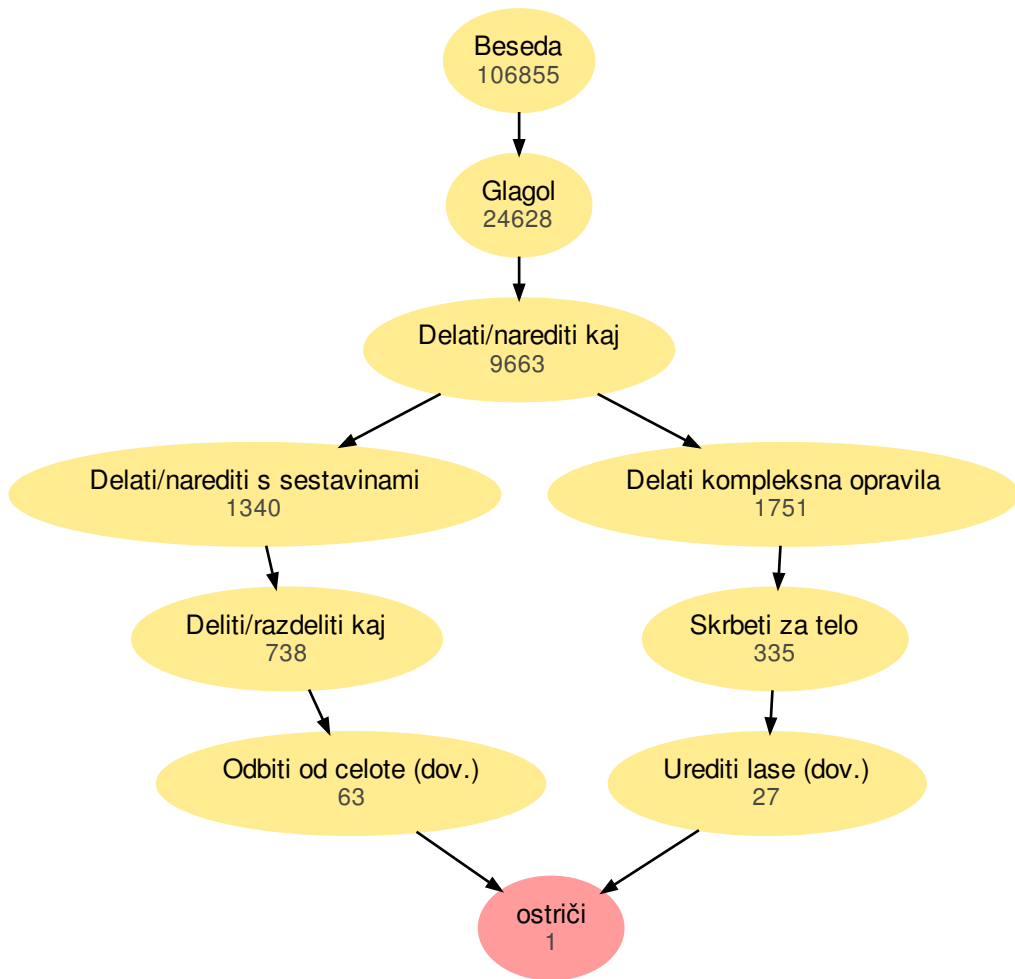 Beseda
106855
Glagol
24628
Delati/narediti kaj
9663
Delati/narediti s sestavinami
1340
Delati kompleksna opravila
1751
Deliti/razdeliti kaj
738
Skrbeti za telo
335
Odbiti od celote (dov.)
63
Urediti lase (dov.)
27
ostriči
1